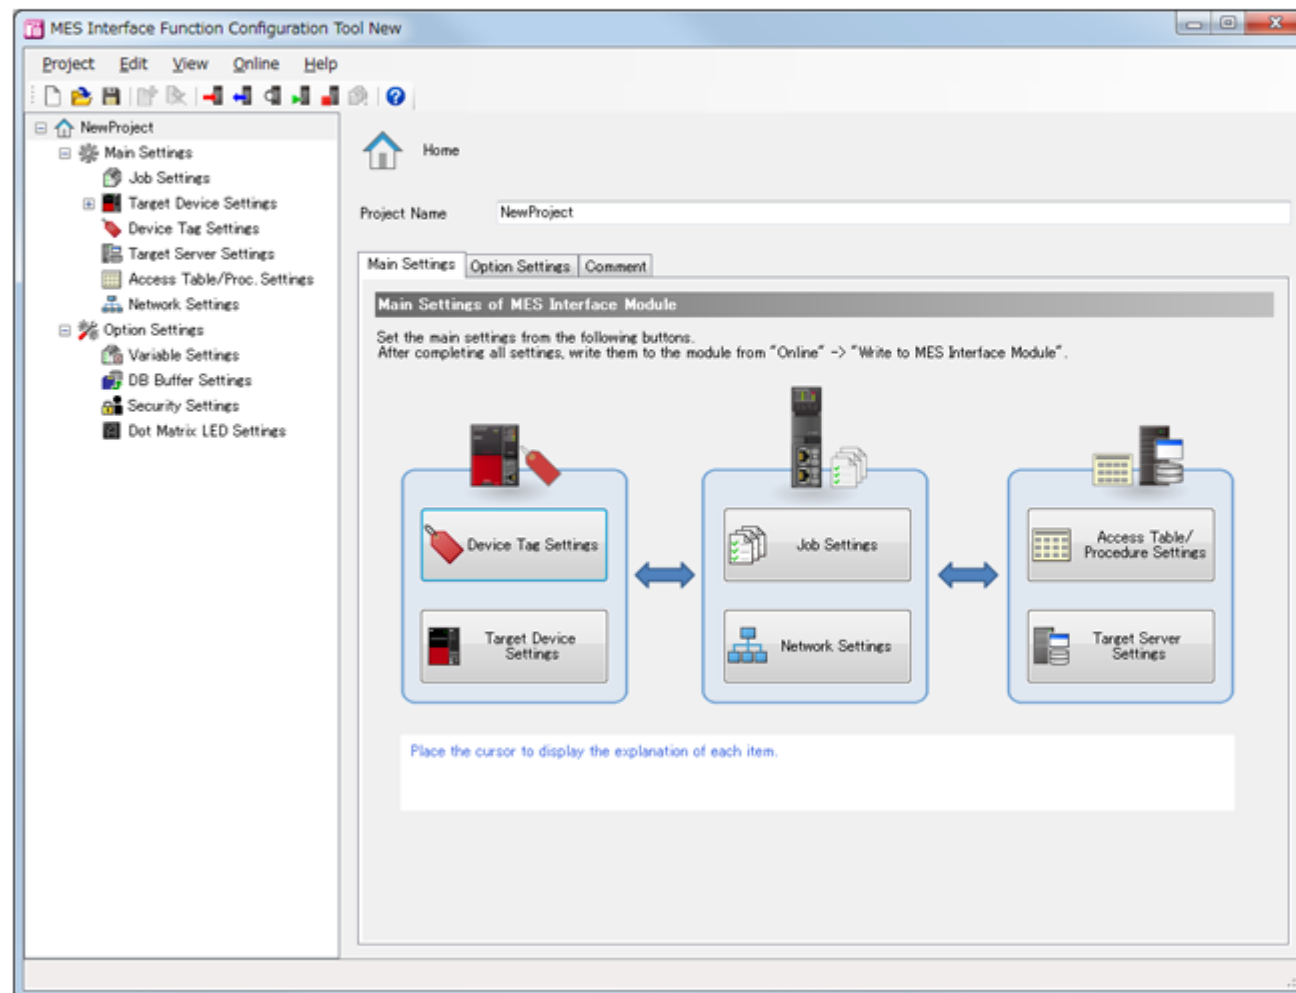 MES Interface Function Configuration Tool New
Project Edit View Online Help
NewProject
Main Settings
Job Settings
Target Device Settings
Device Tag Settings
Target Server Settings
Access Table/Proc. Settings
Network Settings
Option Settings
Variable Settings
DB Buffer Settings
Security Settings
Dot Matrix LED Settings
Home
Project Name NewProject
Main Settings Option Settings Comment
Main Settings of MES Interface Module
Set the main settings from the following buttons.
After completing all settings, write them to the module from "Online" -> "Write to MES Interface Module".
Device Tag Settings
Target Device
Settings
Job Settings
Network Settings
Access Table/
Procedure Settings
Target Server
Settings
Place the cursor to display the explanation of each item.